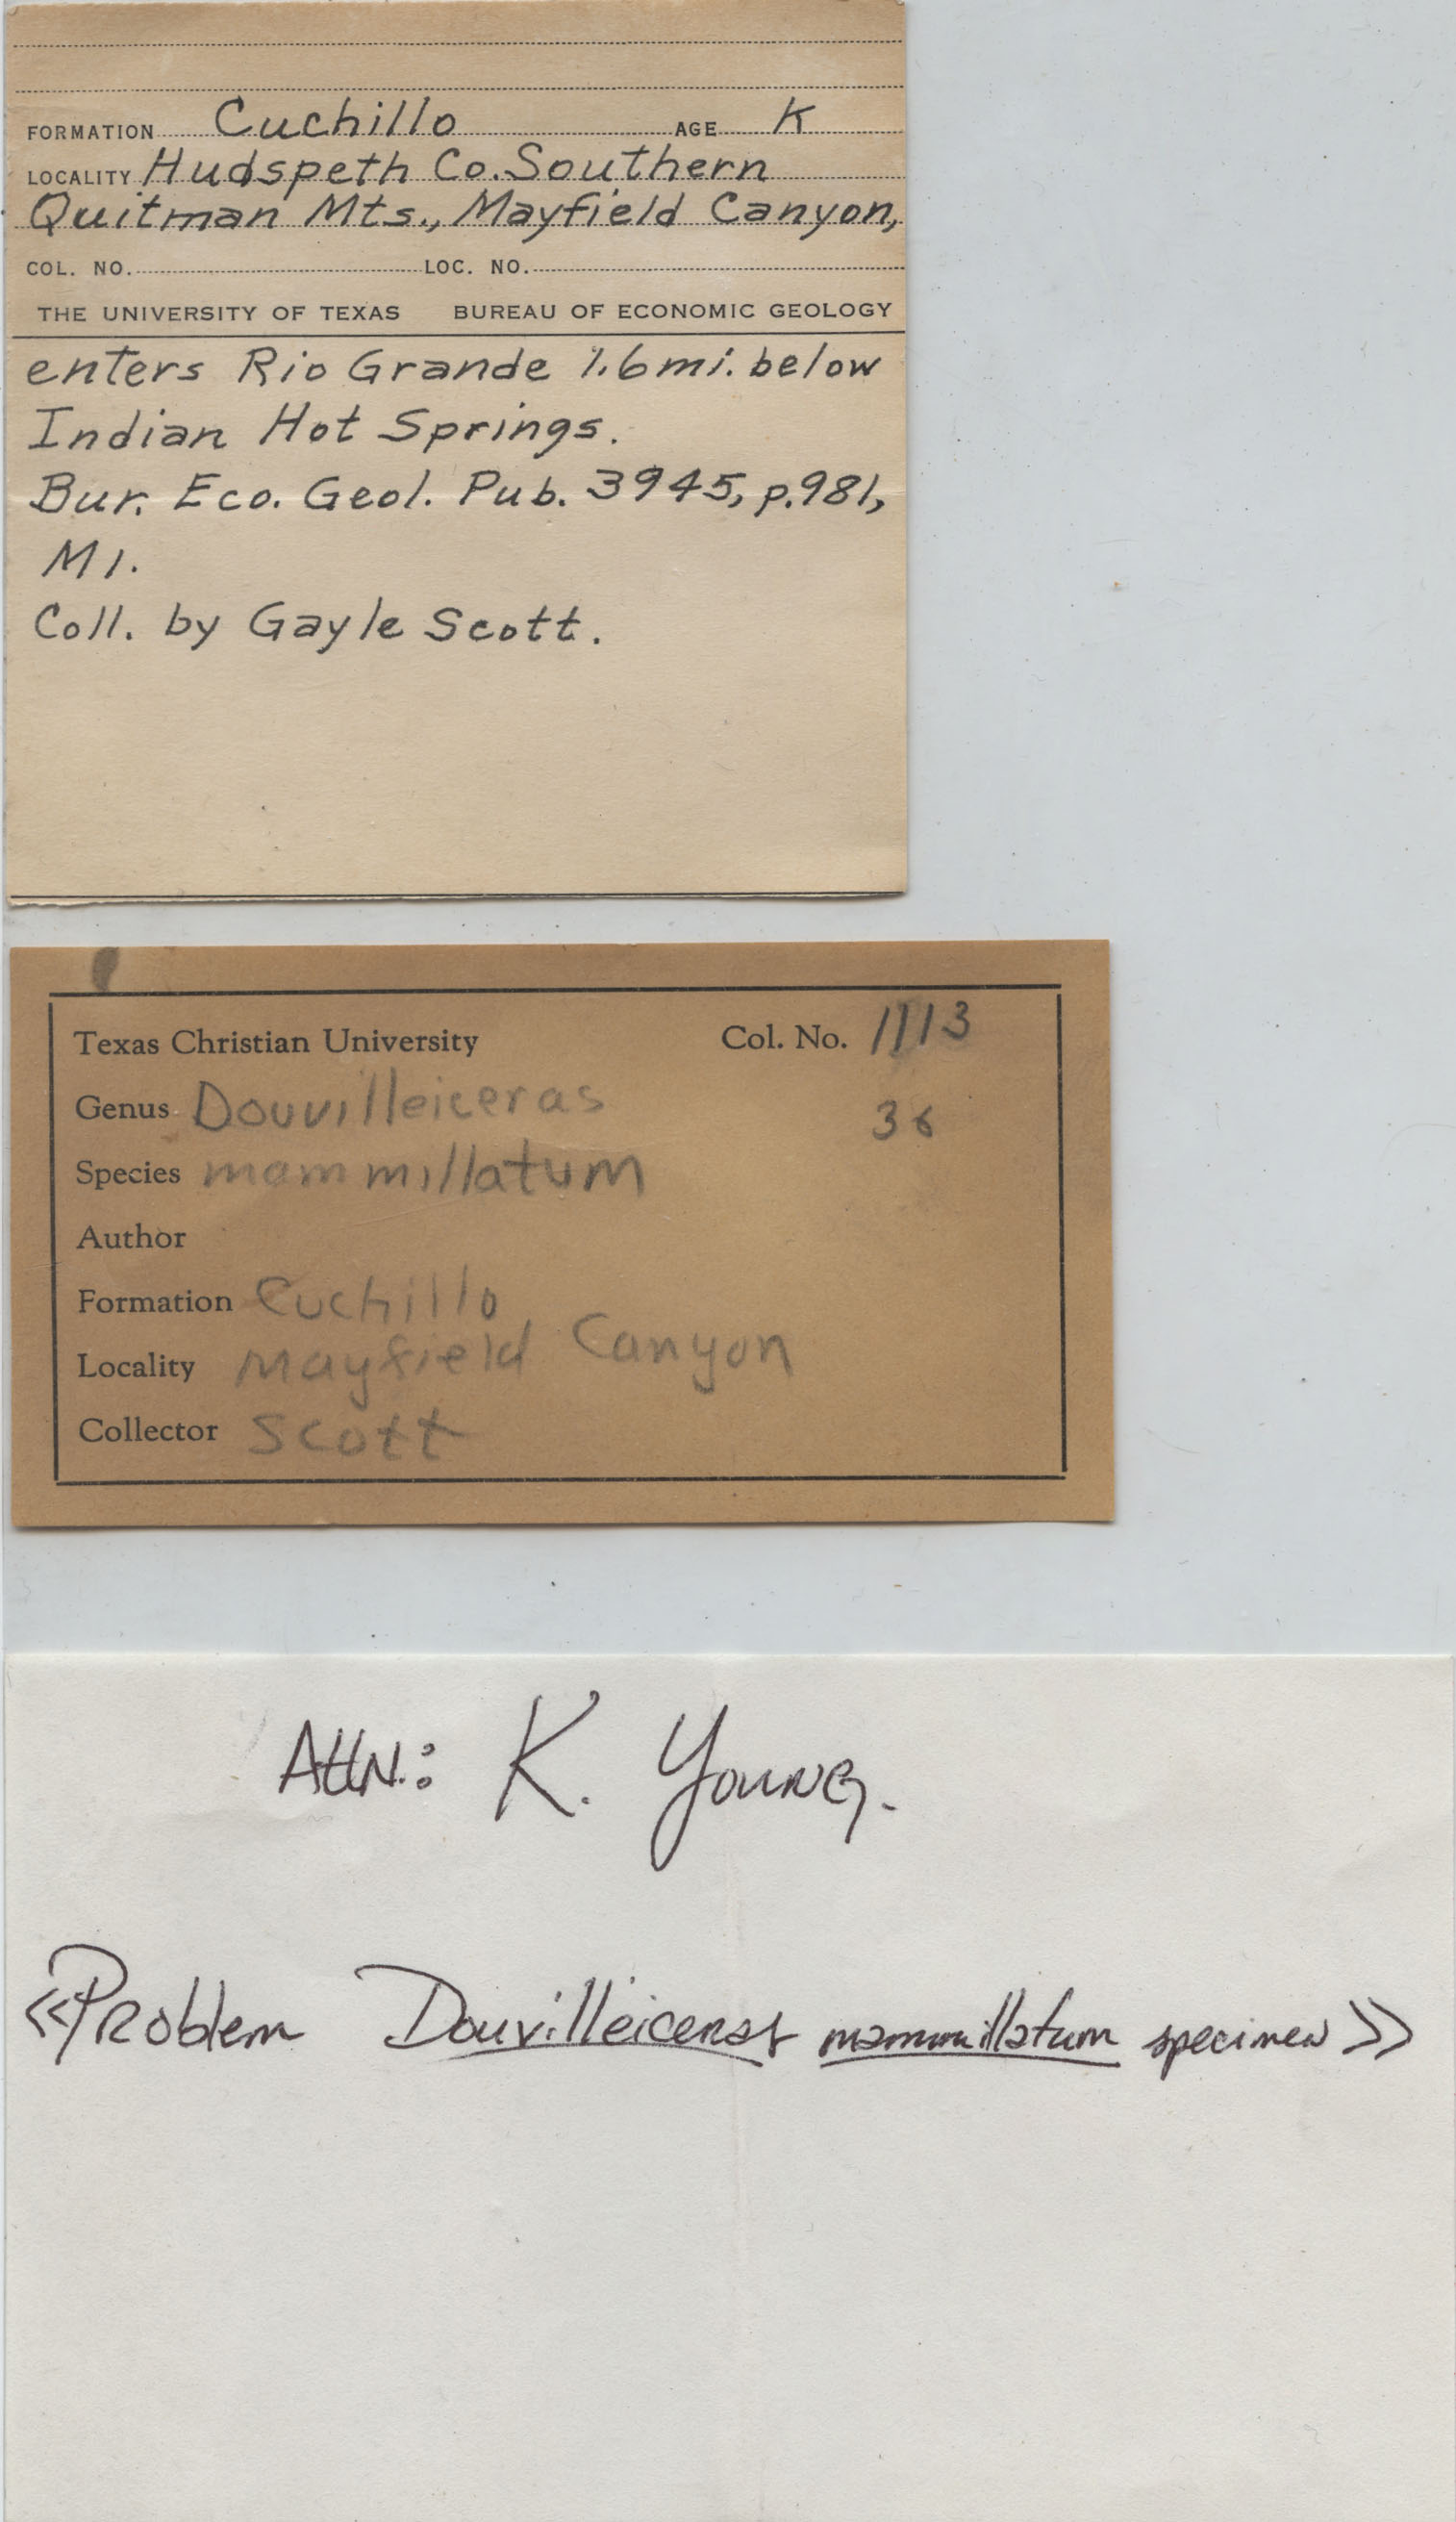 FORMATION Cuchillo AGE K
LOCALITY Hudspeth Co. Southern
Quitman Mts., Mayfield Canyon,
COL. NO. LOC. NO.
THE UNIVERSITY OF TEXAS BUREAU OF ECONOMIC GEOLOGY
enters Rio Grande 1.6 mi. below
Indian Hot Springs.
Bur. Eco. Geol. Pub. 3945, p. 981,
M1.
Coll. by Gayle Scott.
Texas Christian University Col. No. 1113
Genus Douvilleiceras 36
Species mammillatum
Author
Formation Cuchillo
Locality Mayfield Canyon
Collector Scott
Attn.: K. Young.
<<Problem Douvilleiceras mammillatum specimen>>